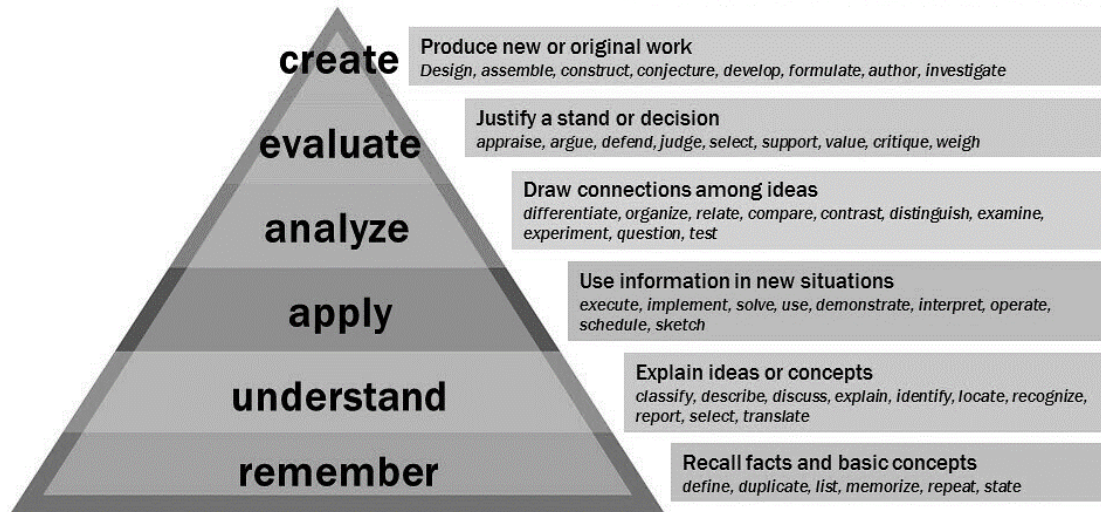 create
Produce new or original work
Design, assemble, construct, conjecture, develop, formulate, author, investigate
evaluate
Justify a stand or decision
appraise, argue, defend, judge, select, support, value, critique, weigh
analyze
Draw connections among ideas
differentiate, organize, relate, compare, contrast, distinguish, examine,
experiment, question, test
apply
Use information in new situations
execute, implement, solve, use, demonstrate, interpret, operate,
schedule, sketch
understand
Explain ideas or concepts
classify, describe, discuss, explain, identify, locate, recognize,
report, select, translate
remember
Recall facts and basic concepts
define, duplicate, list, memorize, repeat, state